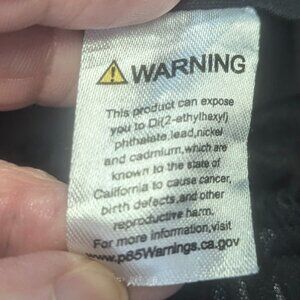 ⚠ WARNING
This product can expose
you to Di(2-ethylhexyl)
phthalate,lead,nickel
and cadmium,which are
known to the state of
California to cause cancer,
birth defects,and other
reproductive harm.
For more information,visit
www.p65Warnings.ca.gov